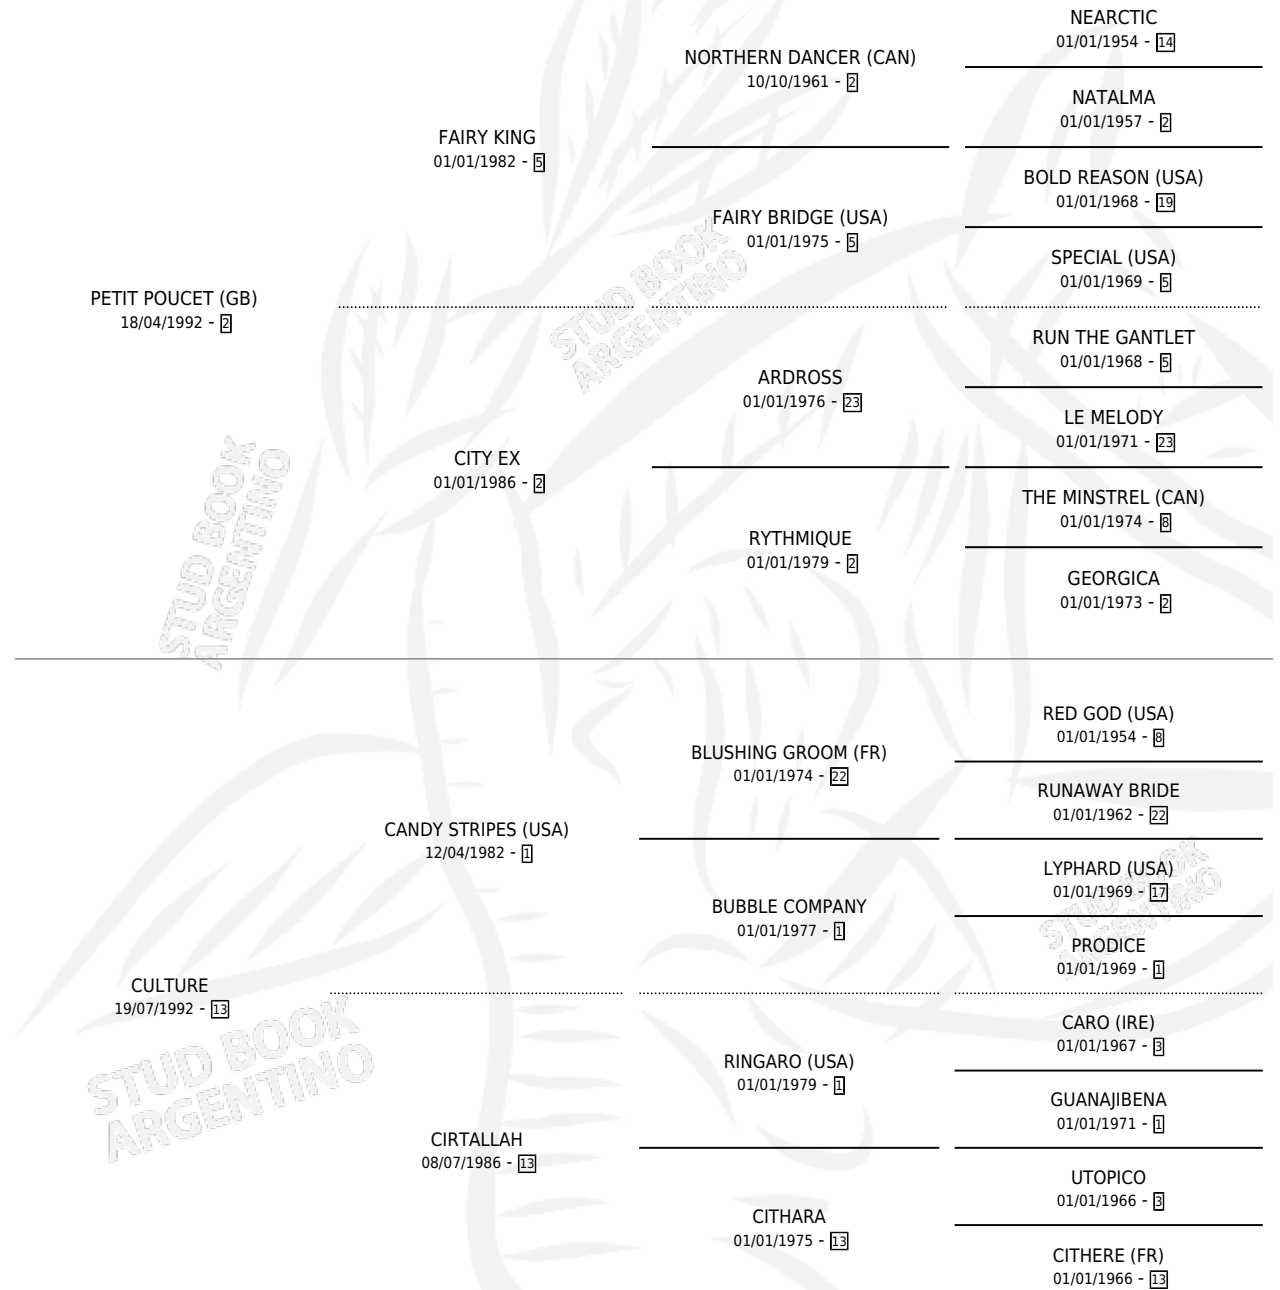 NEARCTIC
01/01/1954 - 14
NORTHERN DANCER (CAN)
10/10/1961 - 2
NATALMA
01/01/1957 - 2
FAIRY KING
01/01/1982 - 5
BOLD REASON (USA)
01/01/1968 - 19
FAIRY BRIDGE (USA)
01/01/1975 - 5
SPECIAL (USA)
01/01/1969 - 5
PETIT POUCET (GB)
18/04/1992 - 2
RUN THE GANTLET
01/01/1968 - 5
ARDROSS
01/01/1976 - 23
LE MELODY
01/01/1971 - 23
CITY EX
01/01/1986 - 2
THE MINSTREL (CAN)
01/01/1974 - 8
RYTHMIQUE
01/01/1979 - 2
GEORGICA
01/01/1973 - 2
RED GOD (USA)
01/01/1954 - 8
BLUSHING GROOM (FR)
01/01/1974 - 22
RUNAWAY BRIDE
01/01/1962 - 22
CANDY STRIPES (USA)
12/04/1982 - 1
LYPHARD (USA)
01/01/1969 - 17
BUBBLE COMPANY
01/01/1977 - 1
PRODICE
01/01/1969 - 1
CULTURE
19/07/1992 - 13
CARO (IRE)
01/01/1967 - 3
RINGARO (USA)
01/01/1979 - 1
GUANAJIBENA
01/01/1971 - 1
CIRTALLAH
08/07/1986 - 13
UTOPICO
01/01/1966 - 3
CITHARA
01/01/1975 - 13
CITHERE (FR)
01/01/1966 - 13
STUD BOOK
ARGENTINO
STUD BOOK
ARGENTINO
STUD BOOK
ARGENTINO
STUD BOOK
ARGENTINO